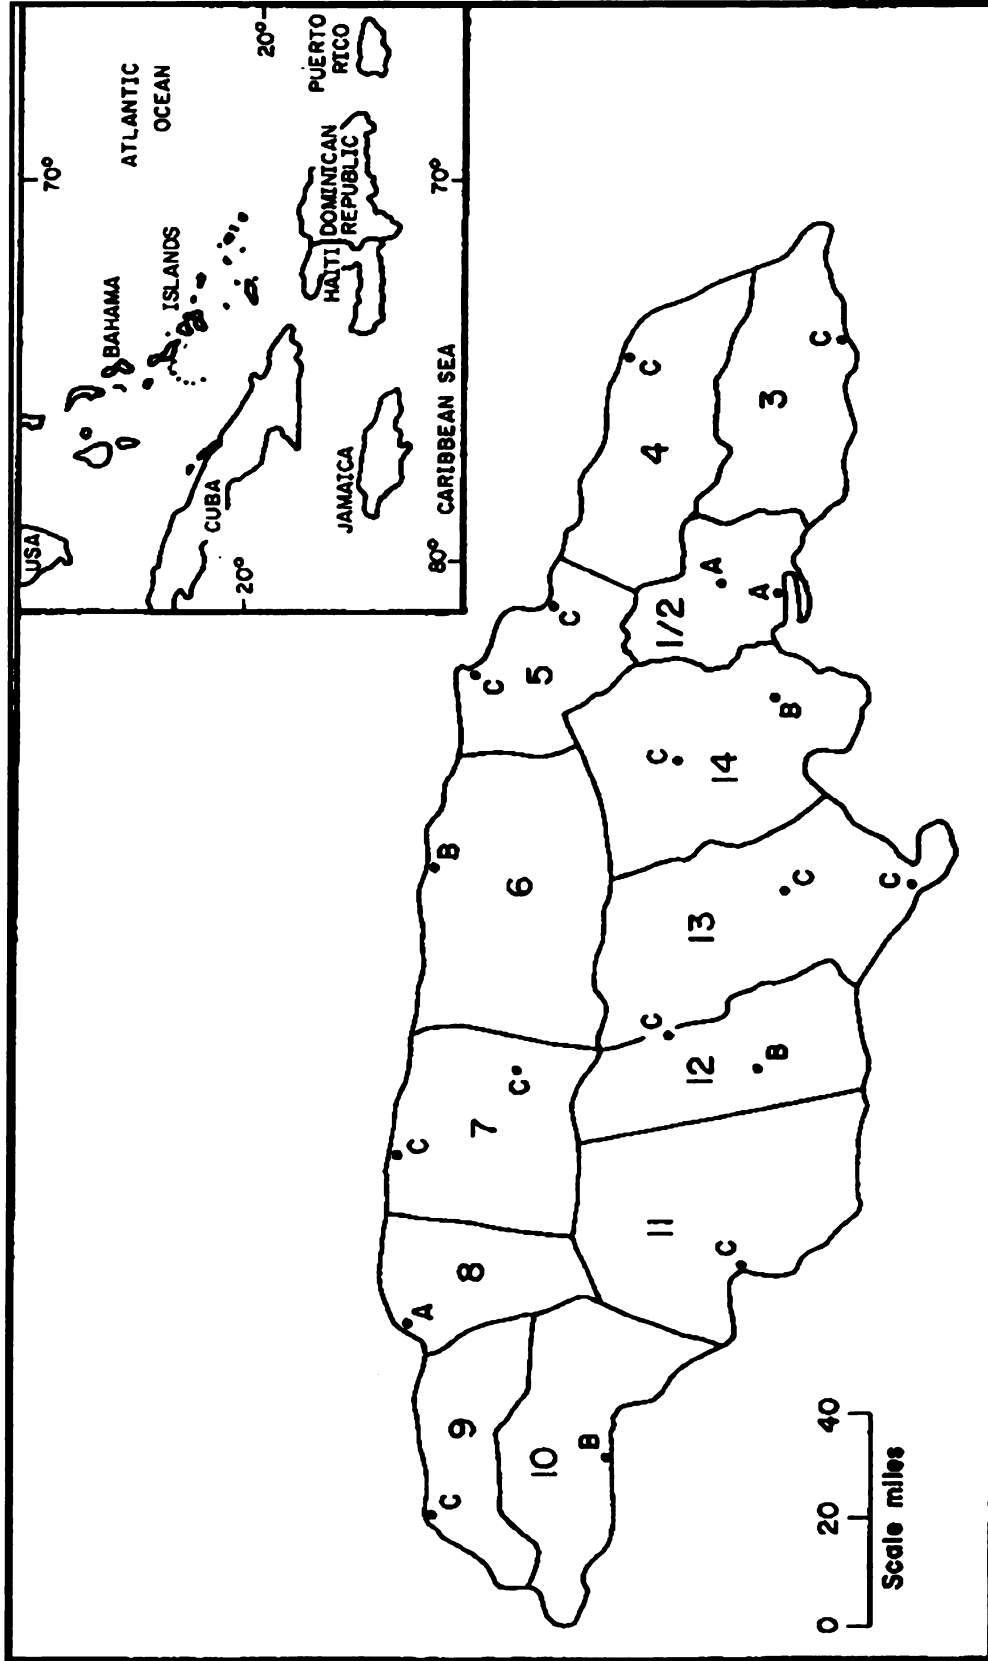 USA
70°
ATLANTIC
OCEAN
BAHAMA
ISLANDS
CUBA
20°
20°
HAITI
DOMINICAN
REPUBLIC
PUERTO
RICO
JAMAICA
CARIBBEAN SEA
80°
70°
C
9
10
B
A
8
7
C
C
11
C
6
B
12
B
C
13
C
C
5
C
C
14
C
B
1/2
A
A
4
C
3
C
0 20 40
Scale miles